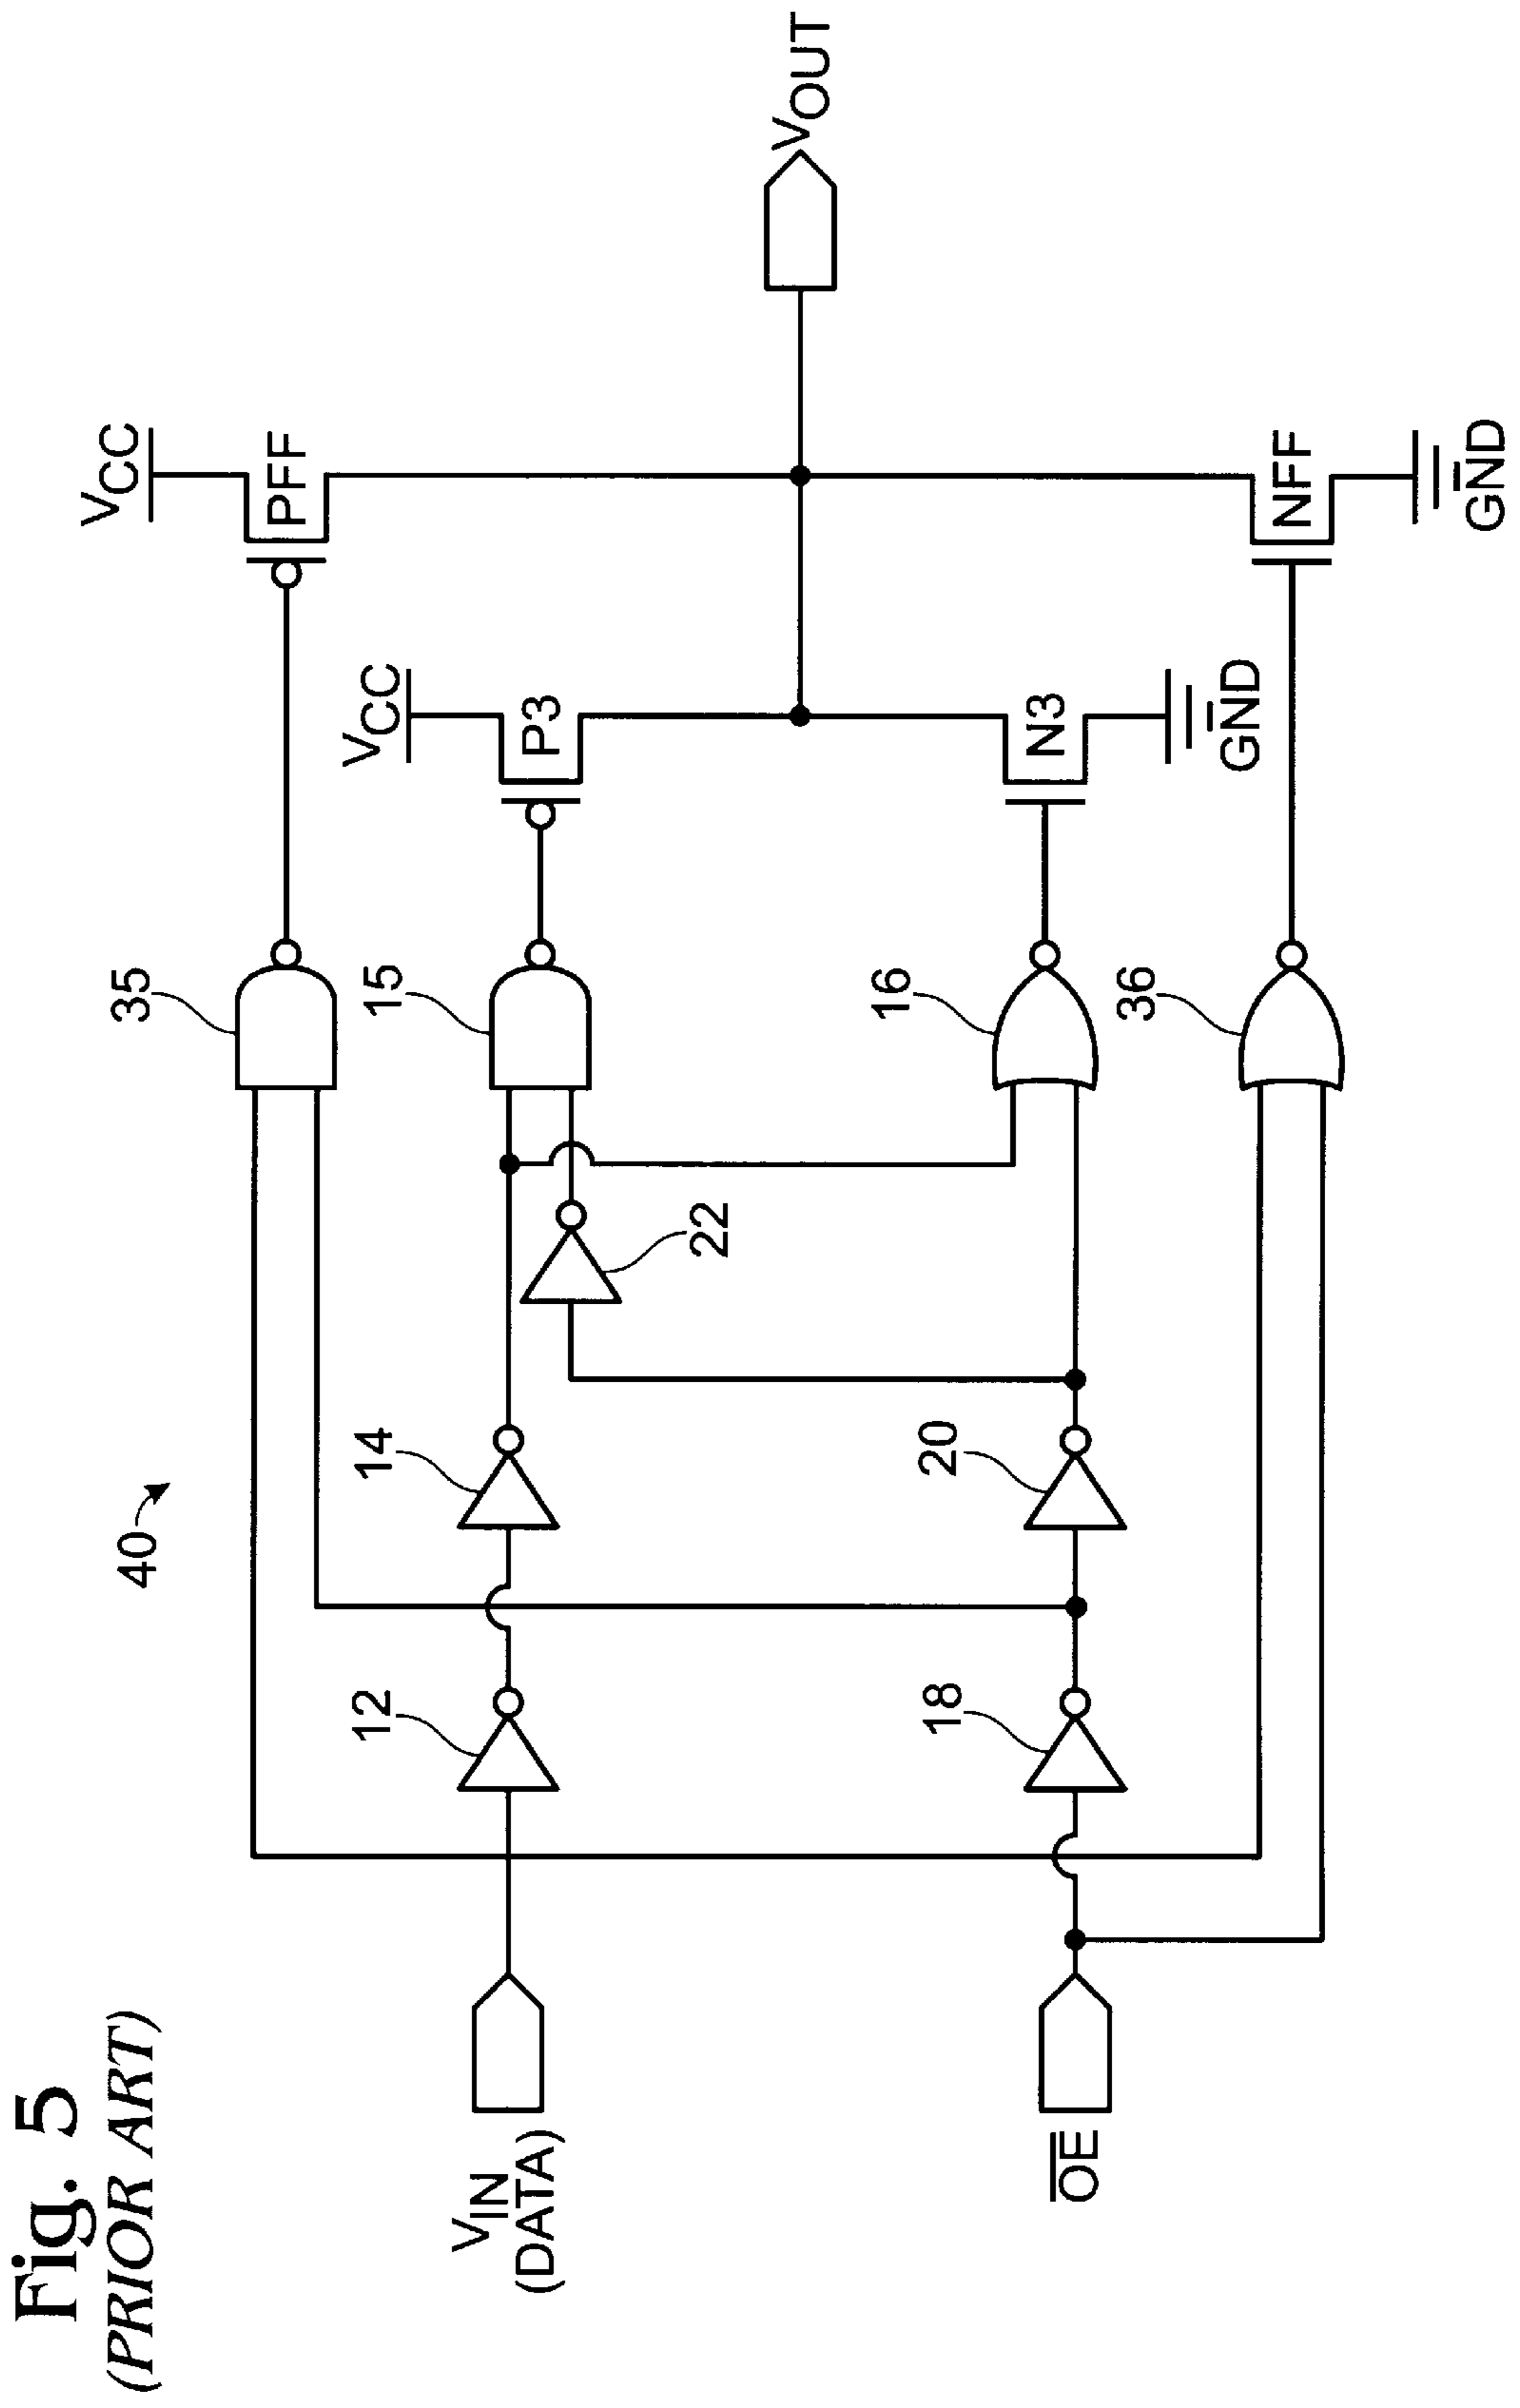 Fig. 5
(PRIOR ART)
40
VCC
PFF
35
VCC
P3
15
12
14
22
VIN
(DATA)
VOUT
16
N3
GND
18
20
36
NFF
GND
OE